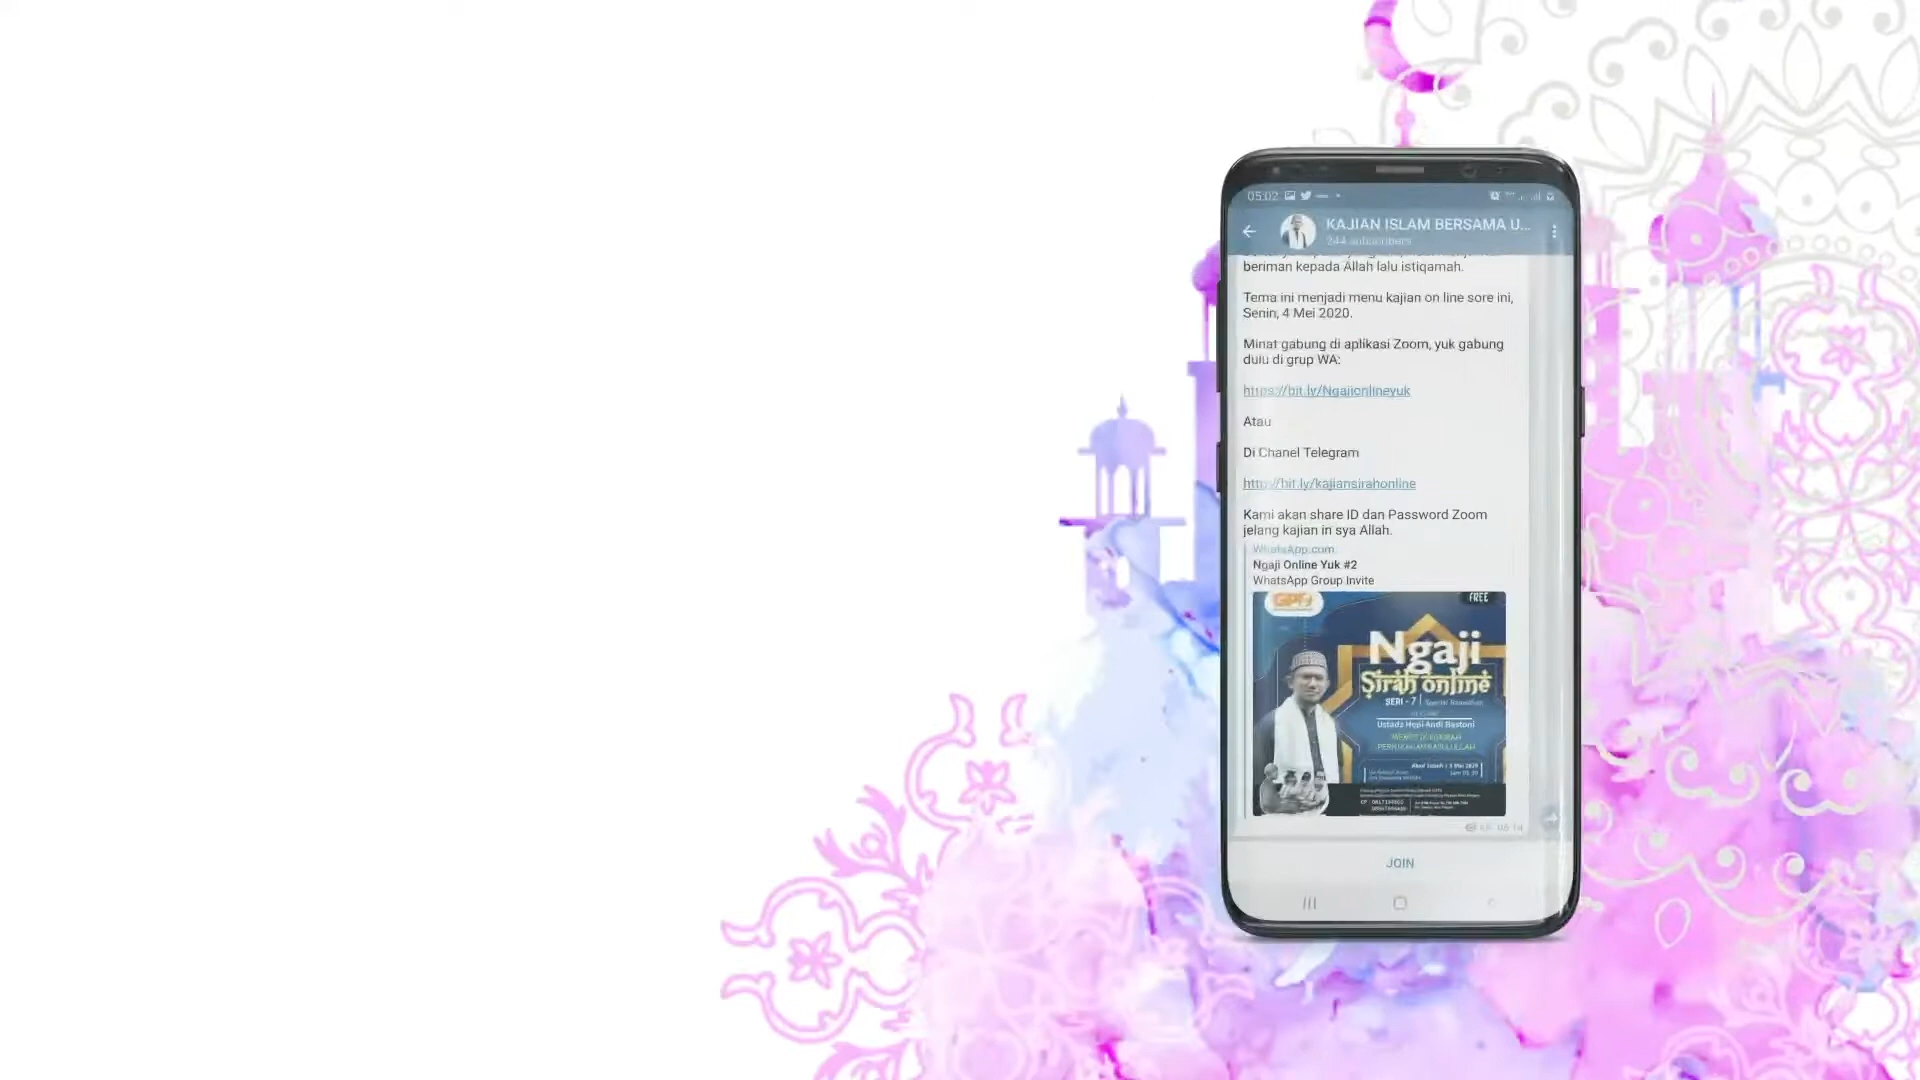 05:02
KAJIAN ISLAM BERSAMA U...
244 subscribers
beriman kepada Allah lalu istiqamah.
Tema ini menjadi menu kajian on line sore ini,
Senin, 4 Mei 2020.
Minat gabung di aplikasi Zoom, yuk gabung
dulu di grup WA:
https://bit.ly/Ngajionlineyuk
Atau
Di Chanel Telegram
http://bit.ly/kajiansirahonline
Kami akan share ID dan Password Zoom
jelang kajian in sya Allah.
WhatsApp.com
Ngaji Online Yuk #2
WhatsApp Group Invite
FREE
Ngaji
Sirah online
SERI - 7
Ustadz Hepi Andi Bastoni
PERNIKAHAN RASULULLAH
JOIN